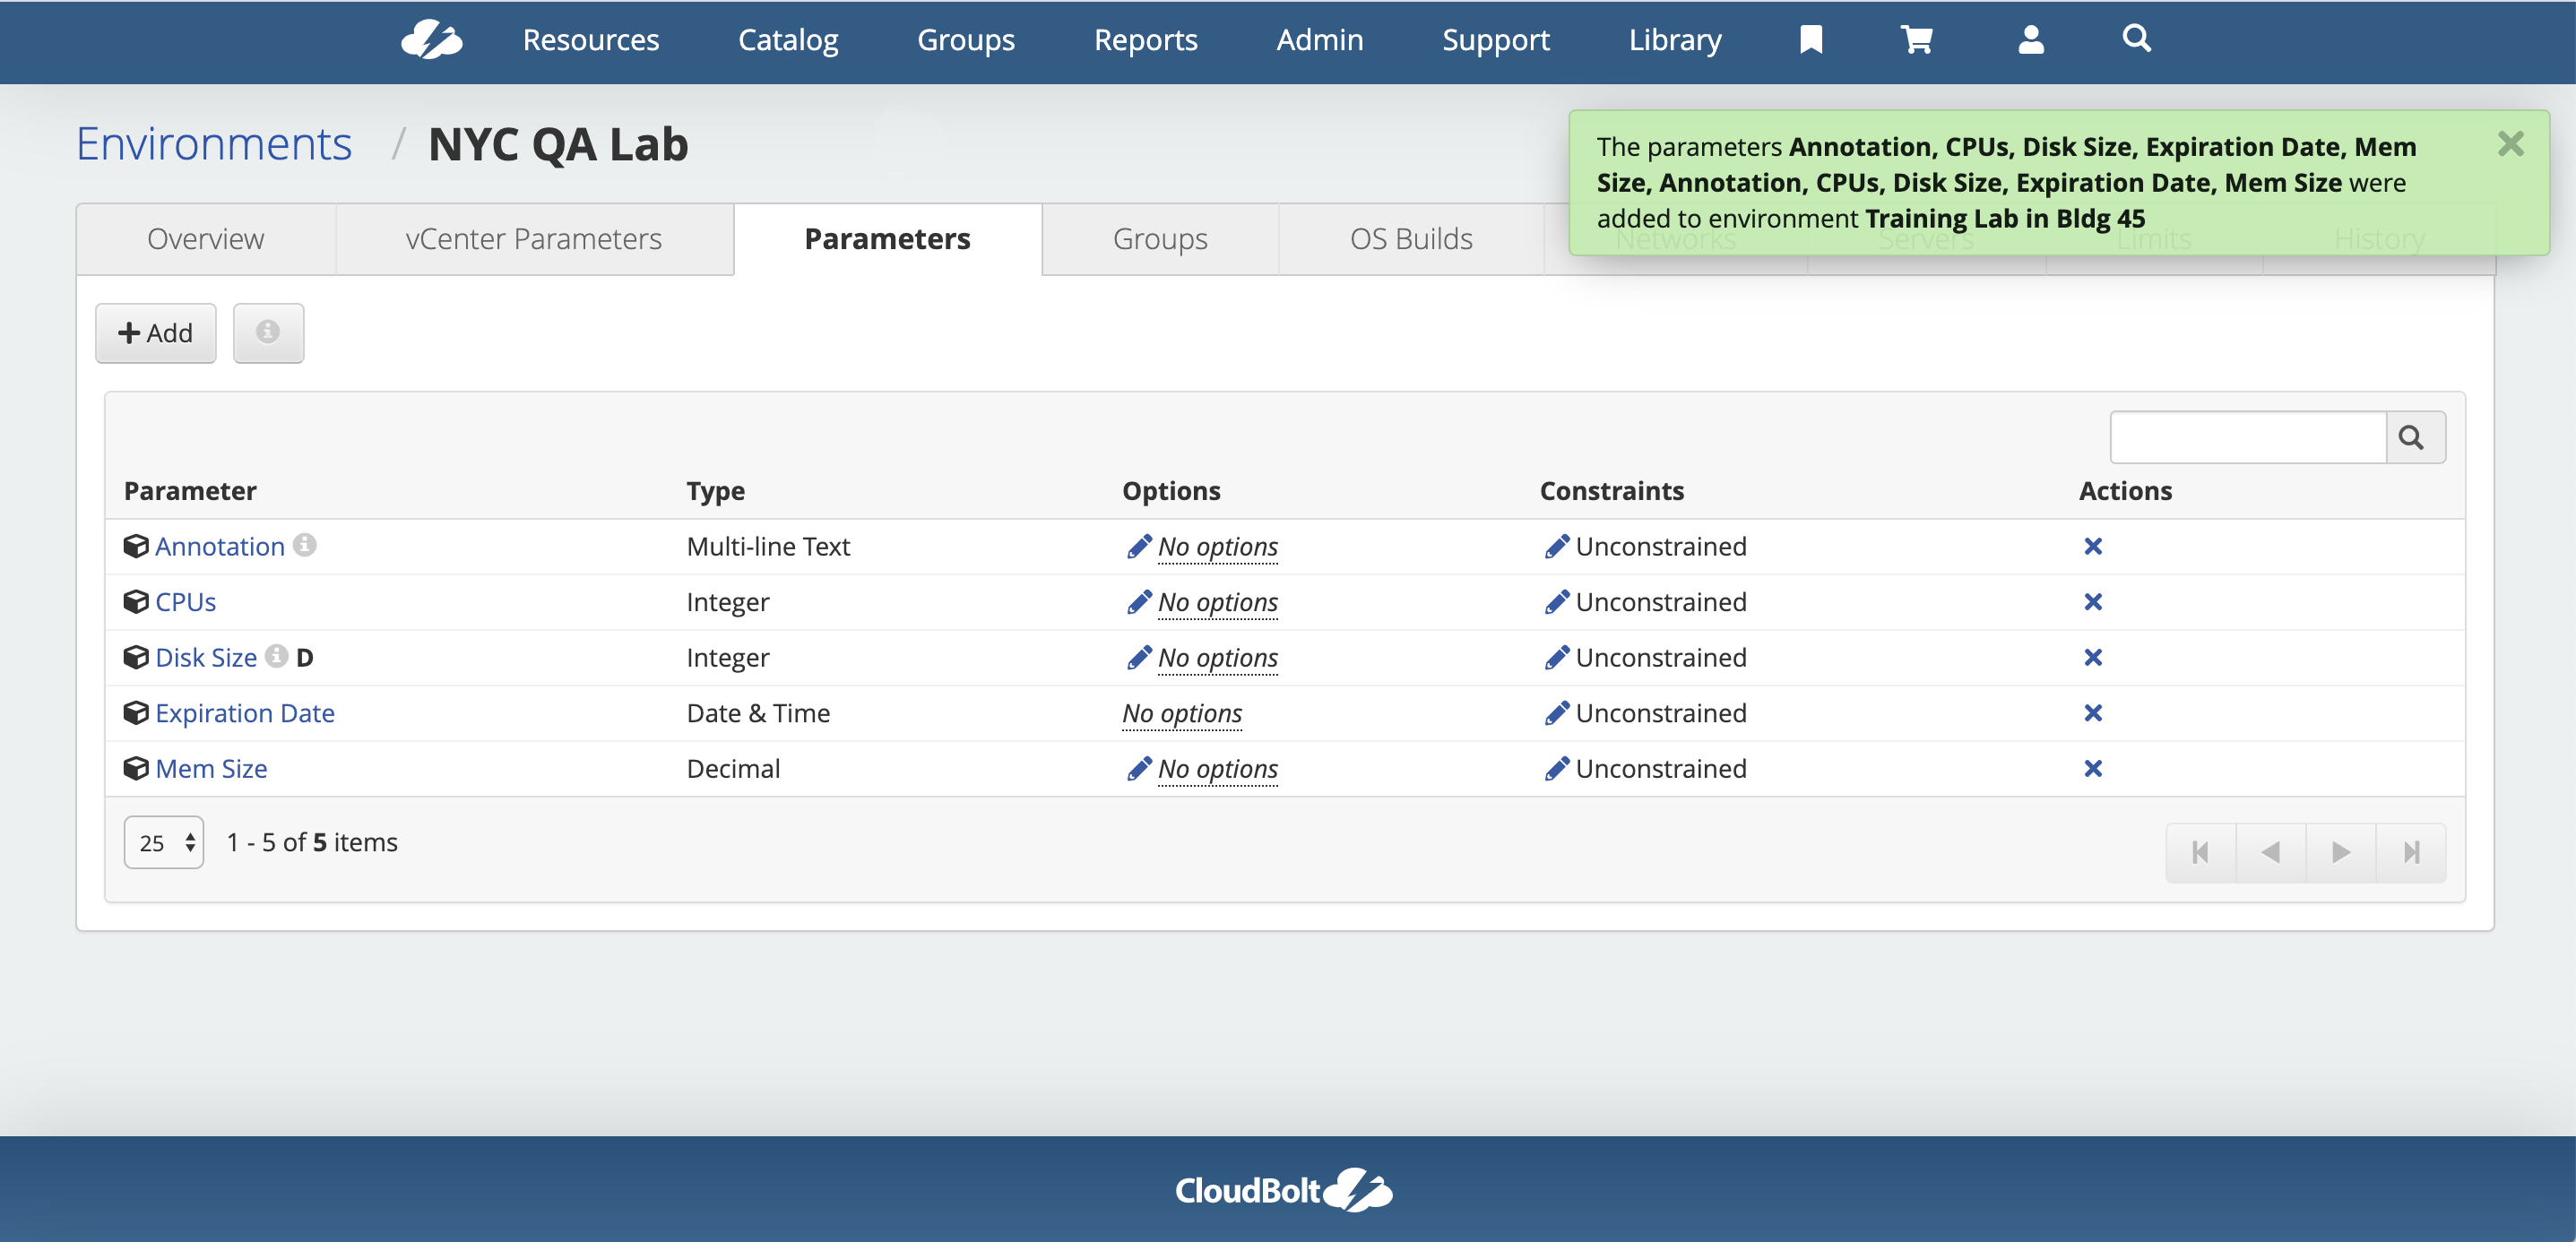 Resources Catalog Groups Reports Admin Support Library
Environments / NYC QA Lab
The parameters Annotation, CPUs, Disk Size, Expiration Date, Mem
Size, Annotation, CPUs, Disk Size, Expiration Date, Mem Size were
added to environment Training Lab in Bldg 45
Overview vCenter Parameters Parameters Groups OS Builds Networks Servers Limits History
Add
Parameter Type Options Constraints Actions
Annotation Multi-line Text No options Unconstrained
CPUs Integer No options Unconstrained
Disk Size D Integer No options Unconstrained
Expiration Date Date & Time No options Unconstrained
Mem Size Decimal No options Unconstrained
25 1 - 5 of 5 items
CloudBolt